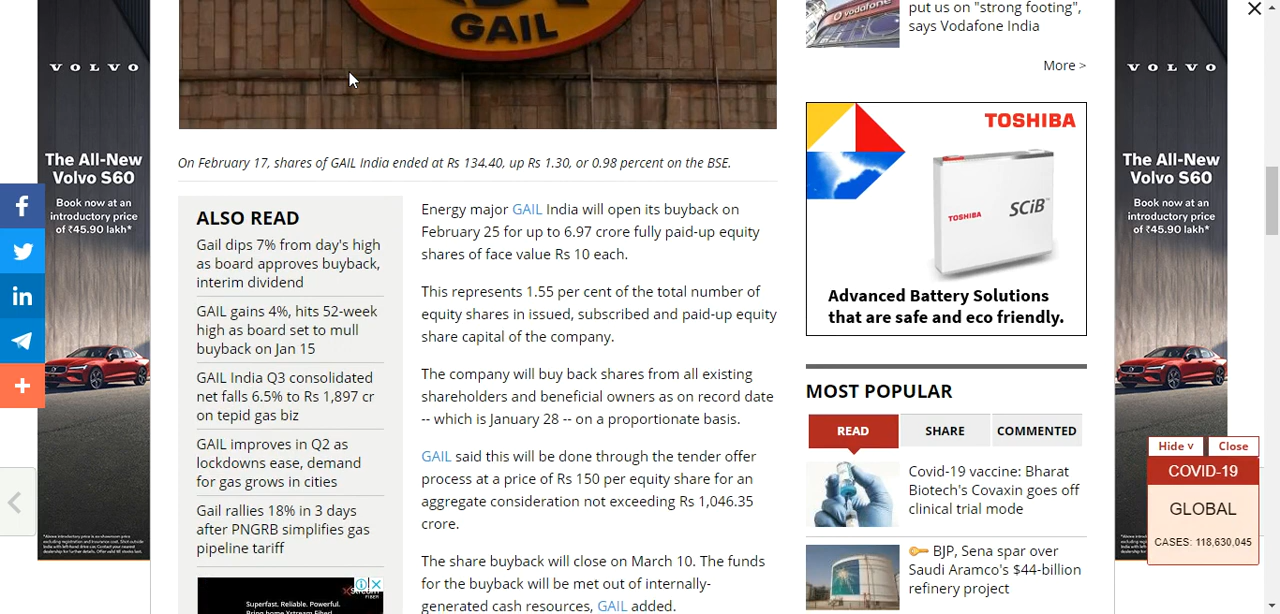 GAIL
On February 17, shares of GAIL India ended at Rs 134.40, up Rs 1.30, or 0.98 percent on the BSE.
ALSO READ
Gail dips 7% from day's high
as board approves buyback,
interim dividend
GAIL gains 4%, hits 52-week
high as board set to mull
buyback on Jan 15
GAIL India Q3 consolidated
net falls 6.5% to Rs 1,897 cr
on tepid gas biz
GAIL improves in Q2 as
lockdowns ease, demand
for gas grows in cities
Gail rallies 18% in 3 days
after PNGRB simplifies gas
pipeline tariff
Superfast. Reliable. Powerful.
Energy major GAIL India will open its buyback on
February 25 for up to 6.97 crore fully paid-up equity
shares of face value Rs 10 each.
This represents 1.55 per cent of the total number of
equity shares in issued, subscribed and paid-up equity
share capital of the company.
The company will buy back shares from all existing
shareholders and beneficial owners as on record date
-- which is January 28 -- on a proportionate basis.
GAIL said this will be done through the tender offer
process at a price of Rs 150 per equity share for an
aggregate consideration not exceeding Rs 1,046.35
crore.
The share buyback will close on March 10. The funds
for the buyback will be met out of internally-
generated cash resources, GAIL added.
vodafone
put us on "strong footing",
says Vodafone India
More >
TOSHIBA
TOSHIBA
SCiB™
Advanced Battery Solutions
that are safe and eco friendly.
MOST POPULAR
READ SHARE COMMENTED
Covid-19 vaccine: Bharat
Biotech's Covaxin goes off
clinical trial mode
BJP, Sena spar over
Saudi Aramco's $44-billion
refinery project
VOLVO
The All-New
Volvo S60
Book now at an
introductory price
of ₹45.90 lakh*
VOLVO
The All-New
Volvo S60
Book now at an
introductory price
of ₹45.90 lakh*
Hide v Close
COVID-19
GLOBAL
CASES: 118,630,045